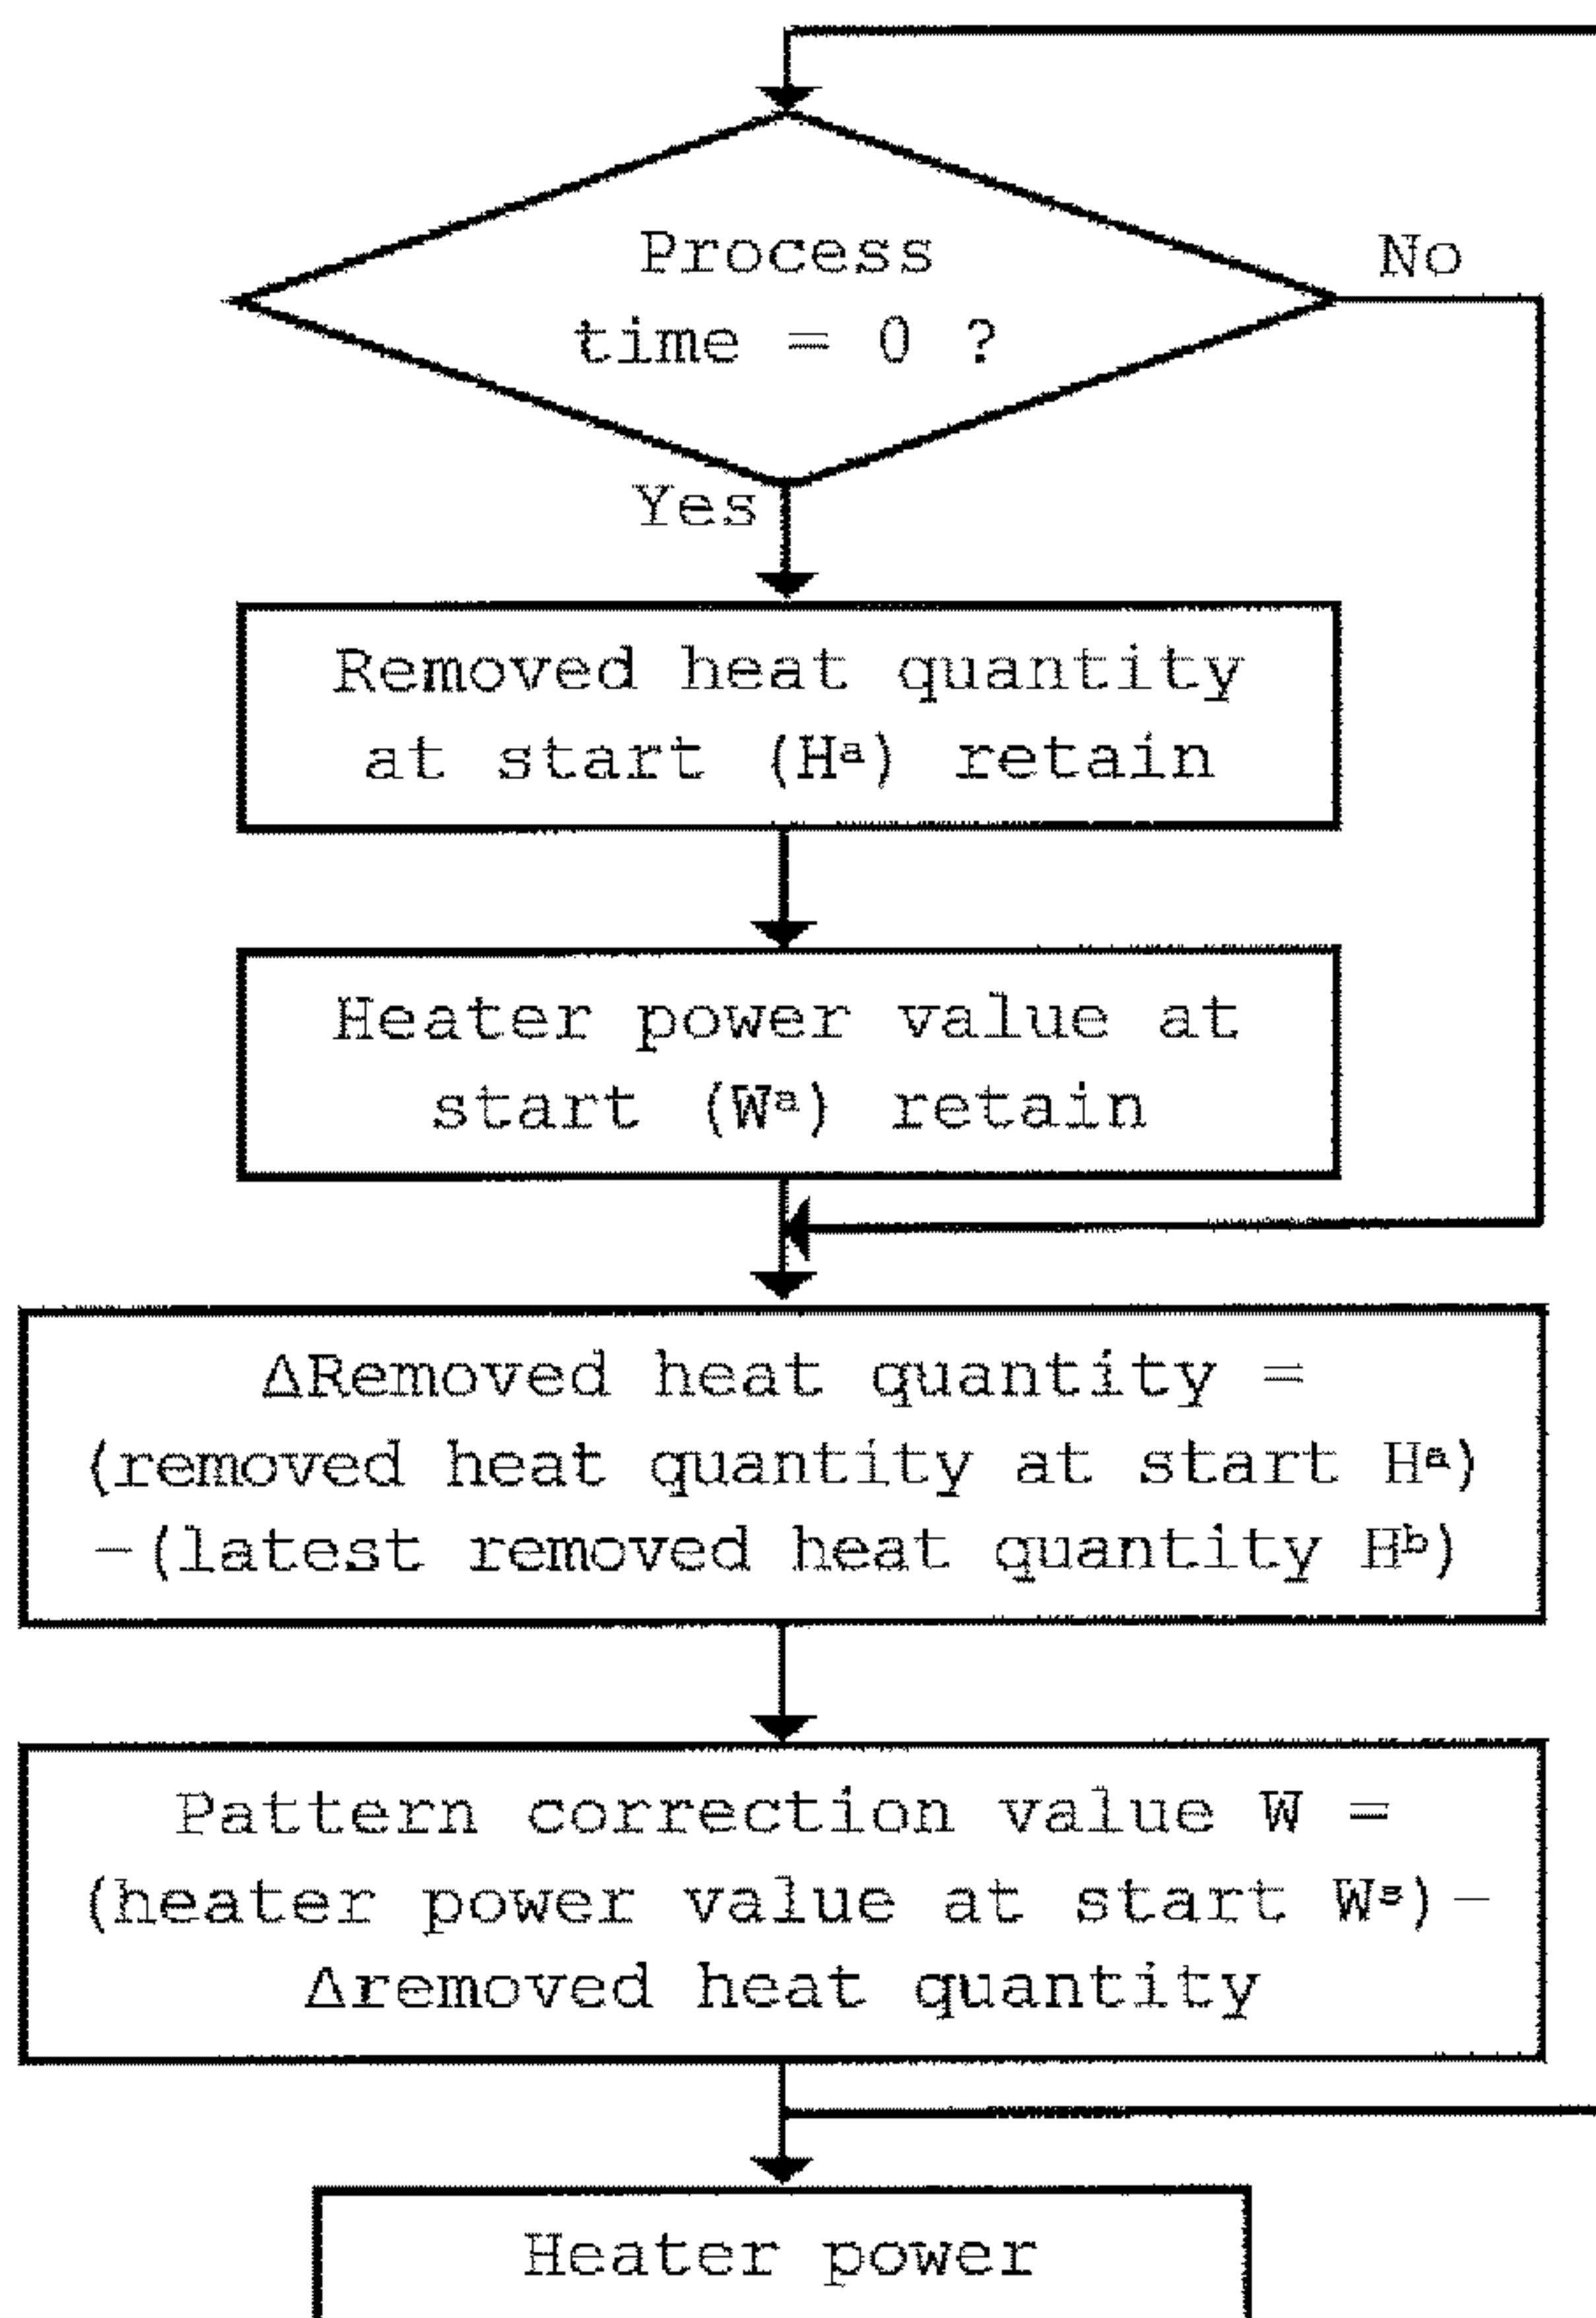 Process
time = 0 ?
No
Yes
Removed heat quantity
at start (Hᵃ) retain
Heater power value at
start (Wᵃ) retain
ΔRemoved heat quantity =
(removed heat quantity at start Hᵃ)
−(latest removed heat quantity Hᵇ)
Pattern correction value W =
(heater power value at start Wᵃ)−
Δremoved heat quantity
Heater power